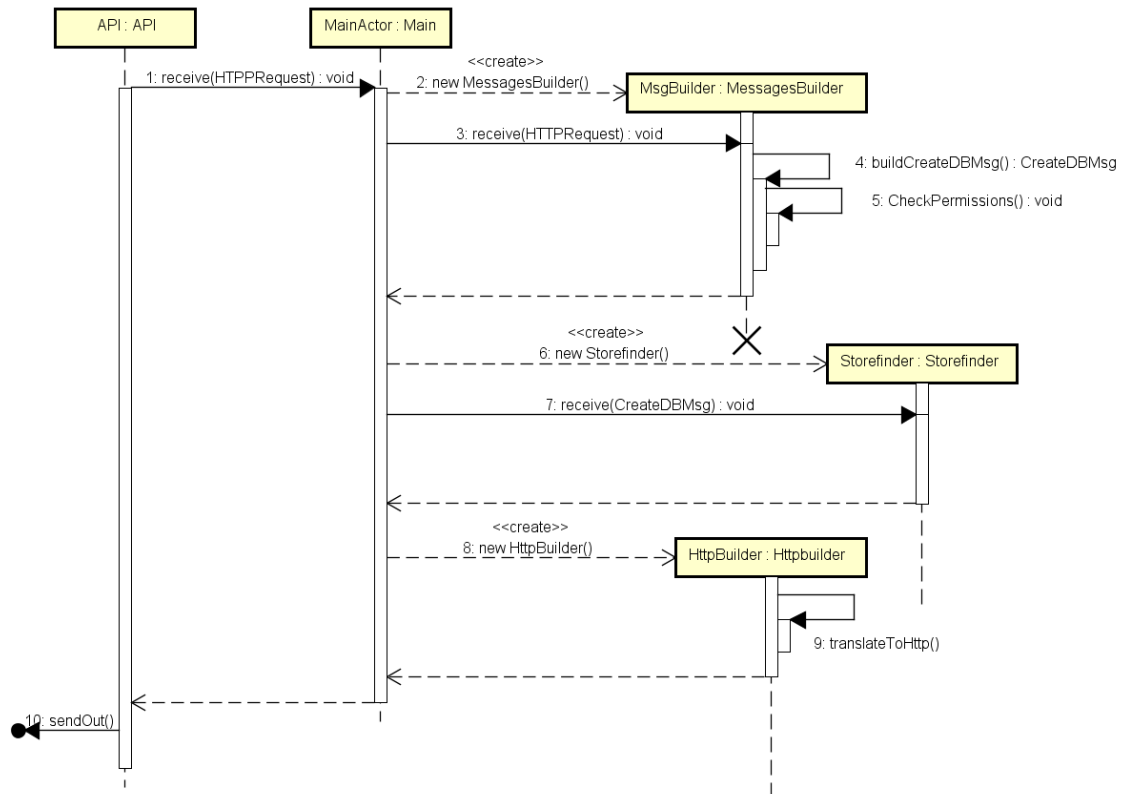 API : API
MainActor : Main
1: receive(HTPPRequest) : void
<<create>>
2: new MessagesBuilder()
MsgBuilder : MessagesBuilder
3: receive(HTTPRequest) : void
4: buildCreateDBMsg() : CreateDBMsg
5: CheckPermissions() : void
<<create>>
6: new Storefinder()
Storefinder : Storefinder
7: receive(CreateDBMsg) : void
<<create>>
8: new HttpBuilder()
HttpBuilder : Httpbuilder
9: translateToHttp()
10: sendOut()